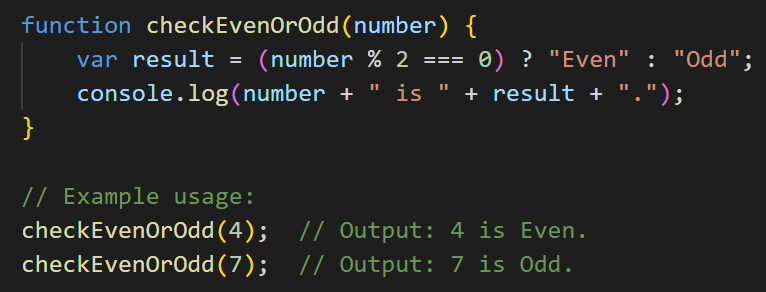 function checkEvenOrOdd(number) {
    var result = (number % 2 === 0) ? "Even" : "Odd";
    console.log(number + " is " + result + ".");
}

// Example usage:
checkEvenOrOdd(4);  // Output: 4 is Even.
checkEvenOrOdd(7);  // Output: 7 is Odd.